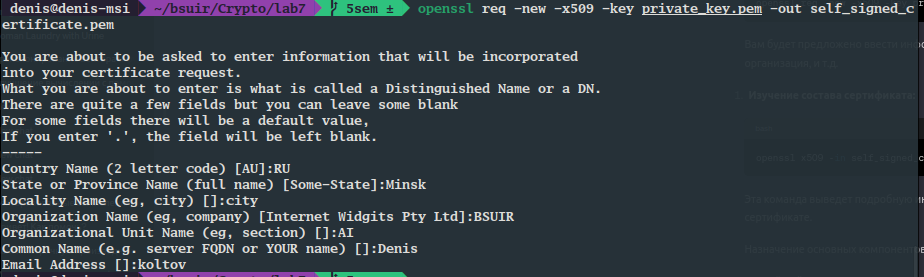 denis@denis-msi ~/bsuir/Crypto/lab7 5sem ± openssl req -new -x509 -key private_key.pem -out self_signed_c
ertificate.pem
You are about to be asked to enter information that will be incorporated
into your certificate request.
What you are about to enter is what is called a Distinguished Name or a DN.
There are quite a few fields but you can leave some blank
For some fields there will be a default value,
If you enter '.', the field will be left blank.
-----
Country Name (2 letter code) [AU]:RU
State or Province Name (full name) [Some-State]:Minsk
Locality Name (eg, city) []:city
Organization Name (eg, company) [Internet Widgits Pty Ltd]:BSUIR
Organizational Unit Name (eg, section) []:AI
Common Name (e.g. server FQDN or YOUR name) []:Denis
Email Address []:koltov